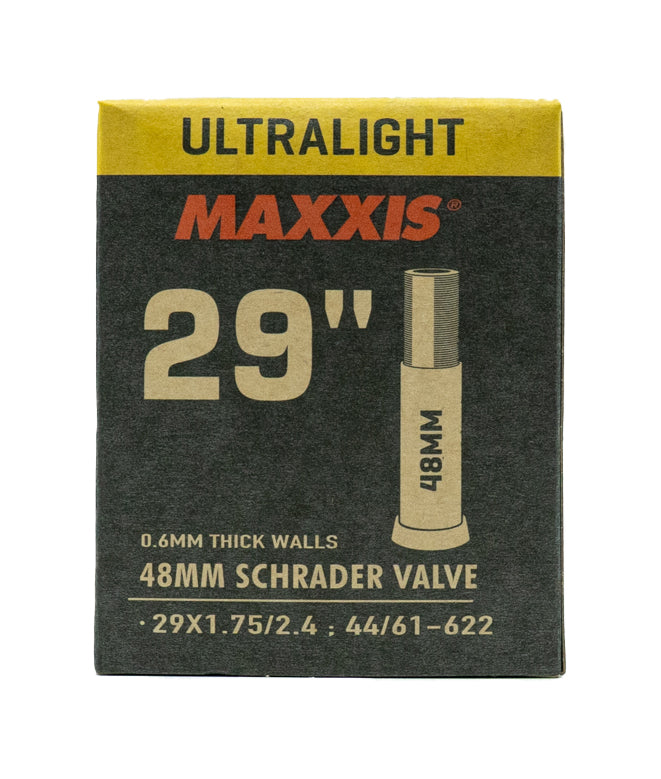 ULTRALIGHT
MAXXIS®
29"
48MM
0.6MM THICK WALLS
48MM SCHRADER VALVE
·29X1.75/2.4 ; 44/61-622